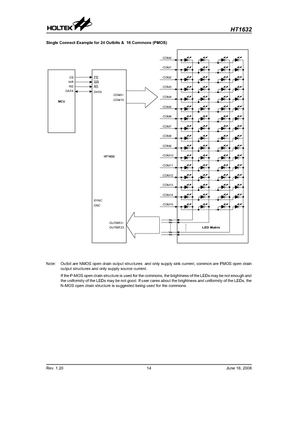 HOLTEK
HT1632
Single Connect Example for 24 Outbits & 16 Commons (PMOS)
COM0
COM1
COM2
COM3
COM4
COM5
COM6
COM7
COM8
COM9
COM10
COM11
COM12
COM13
COM14
COM15
CS
WR
RD
DATA
CS
WR
RD
DATA
MCU
COM0~
COM15
HT1632
SYNC
OSC
OUTBIT0~
OUTBIT23
LED Matrix
Note: Outbit are NMOS open drain output structures, and only supply sink current, common are PMOS open drain
output structures and only supply source current.
If the P-MOS open drain structure is used for the commons, the brightness of the LEDs may be not enough and
the uniformity of the LEDs may be not good. If user cares about the brightness and uniformity of the LEDs, the
N-MOS open drain structure is suggested being used for the commons.
Rev. 1.20 14 June 18, 2008